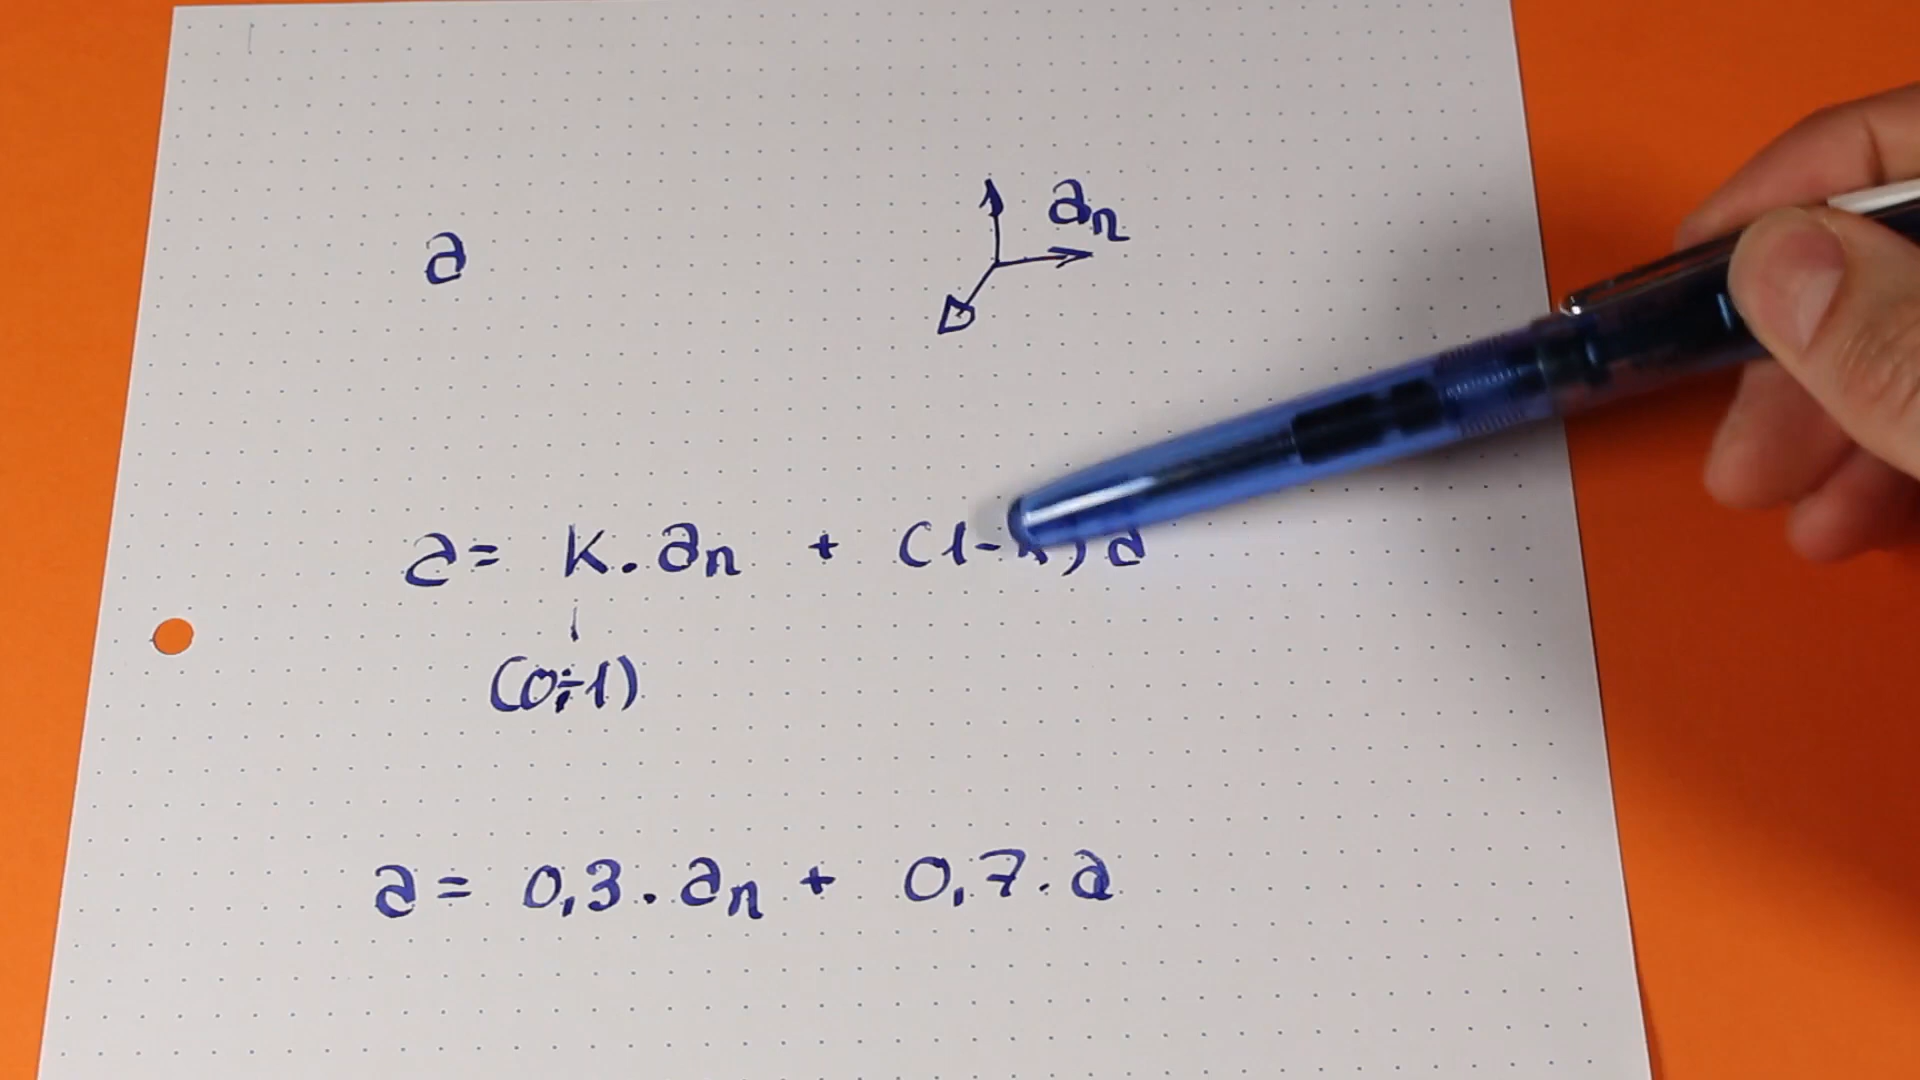 a
an
a = k . an + (1-k) a
(0÷1)
a = 0,3 . an + 0,7 . a